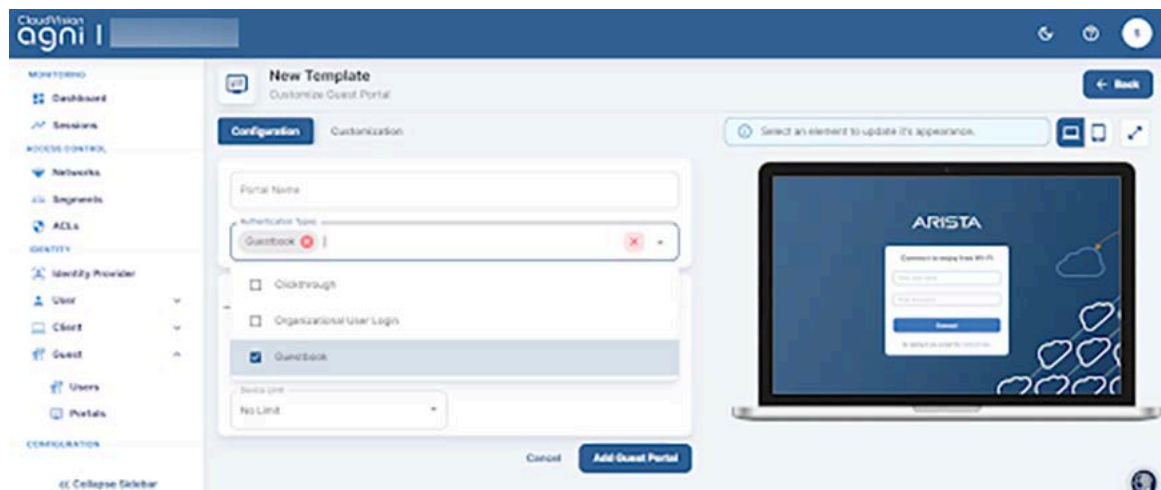 CloudVision
agni
MONITORING
Dashboard
Sessions
ACCESS CONTROL
Networks
Segments
ACLs
IDENTITY
Identity Provider
User
Client
Guest
Users
Portals
CONFIGURATION
Collapse Sidebar
New Template
Customize Guest Portal
Back
Configuration
Customization
Select an element to update it's appearance.
Portal Name
Authentication Types
Guestbook
Clickthrough
Organizational User Login
Guestbook
Device Limit
No Limit
Cancel
Add Guest Portal
ARISTA
Connect to enjoy free Wi-Fi
Connect